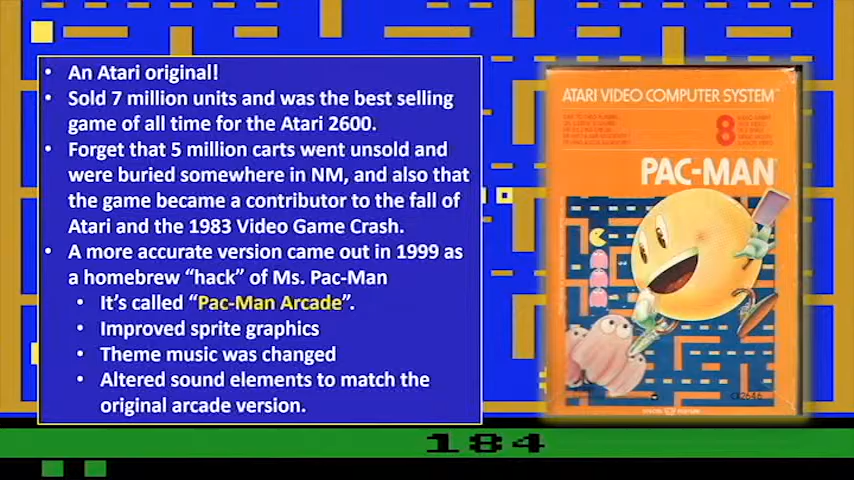 • An Atari original!
• Sold 7 million units and was the best selling
game of all time for the Atari 2600.
• Forget that 5 million carts went unsold and
were buried somewhere in NM, and also that
the game became a contributor to the fall of
Atari and the 1983 Video Game Crash.
• A more accurate version came out in 1999 as
a homebrew “hack” of Ms. Pac-Man
• It’s called “Pac-Man Arcade”.
• Improved sprite graphics
• Theme music was changed
• Altered sound elements to match the
original arcade version.
ATARI VIDEO COMPUTER SYSTEM™
8
PAC-MAN
CX2646
184